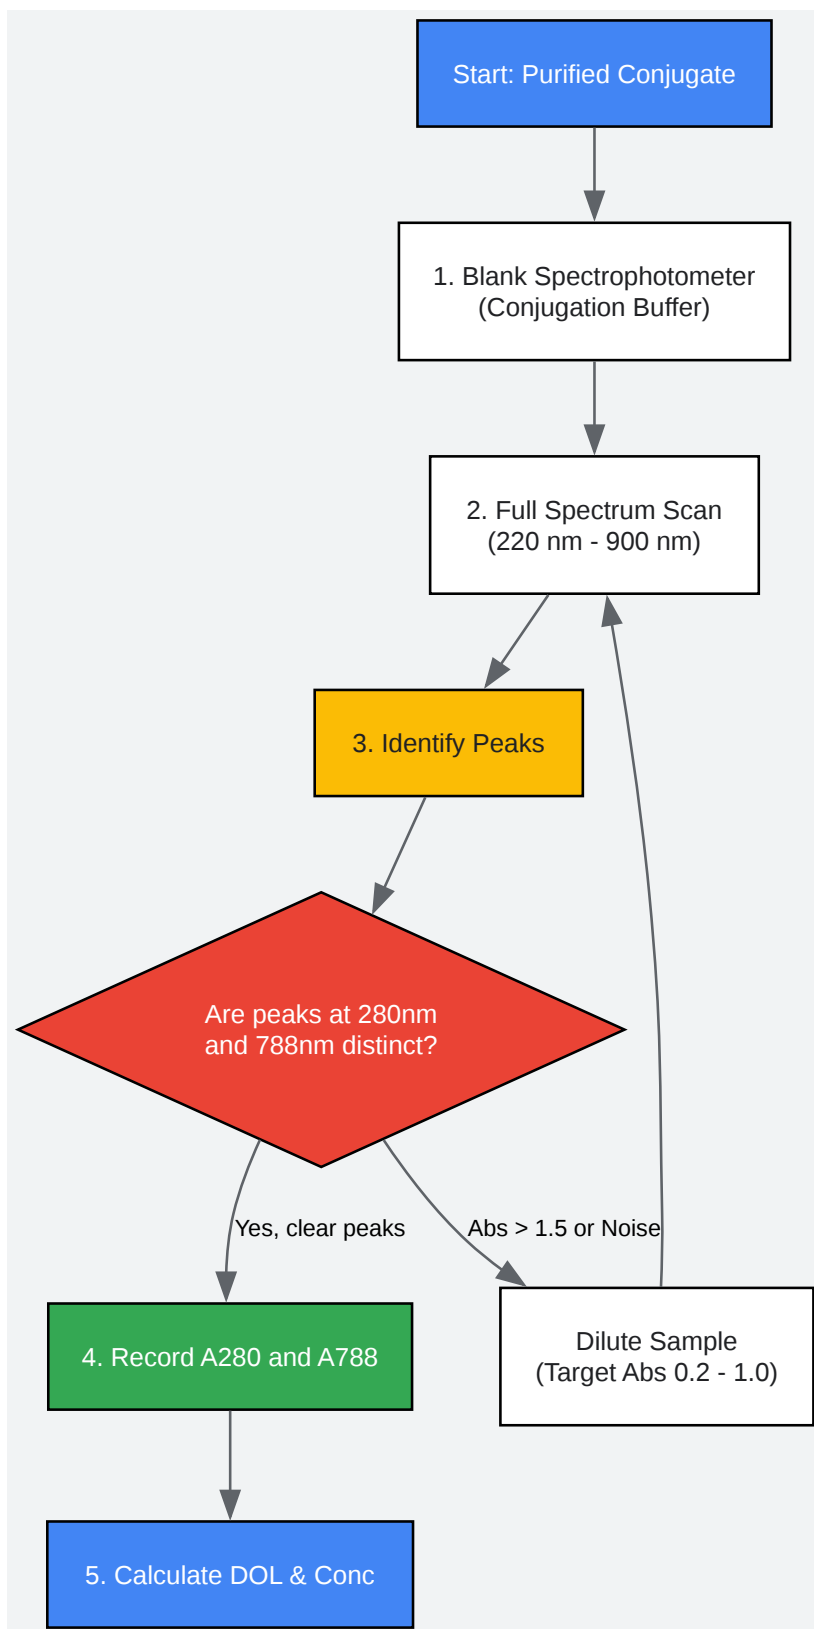 Start: Purified Conjugate
1. Blank Spectrophotometer
(Conjugation Buffer)
2. Full Spectrum Scan
(220 nm - 900 nm)
3. Identify Peaks
Are peaks at 280nm
and 788nm distinct?
Yes, clear peaks
Abs > 1.5 or Noise
4. Record A280 and A788
Dilute Sample
(Target Abs 0.2 - 1.0)
5. Calculate DOL & Conc